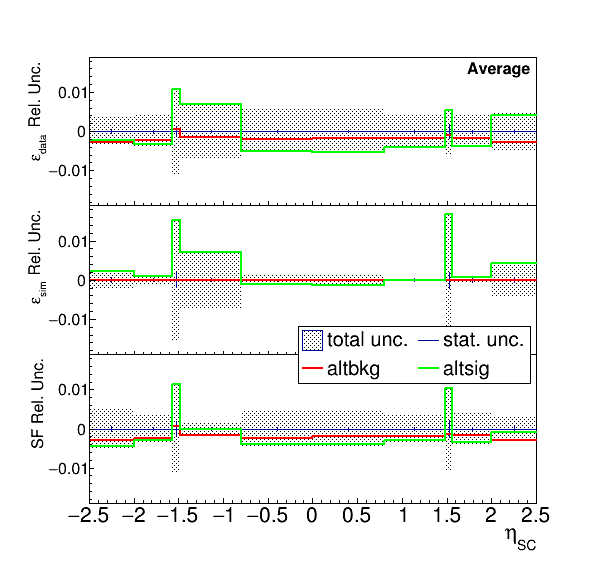 Average
ε_data Rel. Unc.
0.01
0
−0.01
ε_sim Rel. Unc.
0.01
0
−0.01
total unc.
stat. unc.
altbkg
altsig
SF Rel. Unc.
0.01
0
−0.01
−2.5 −2 −1.5 −1 −0.5 0 0.5 1 1.5 2 2.5
η_SC